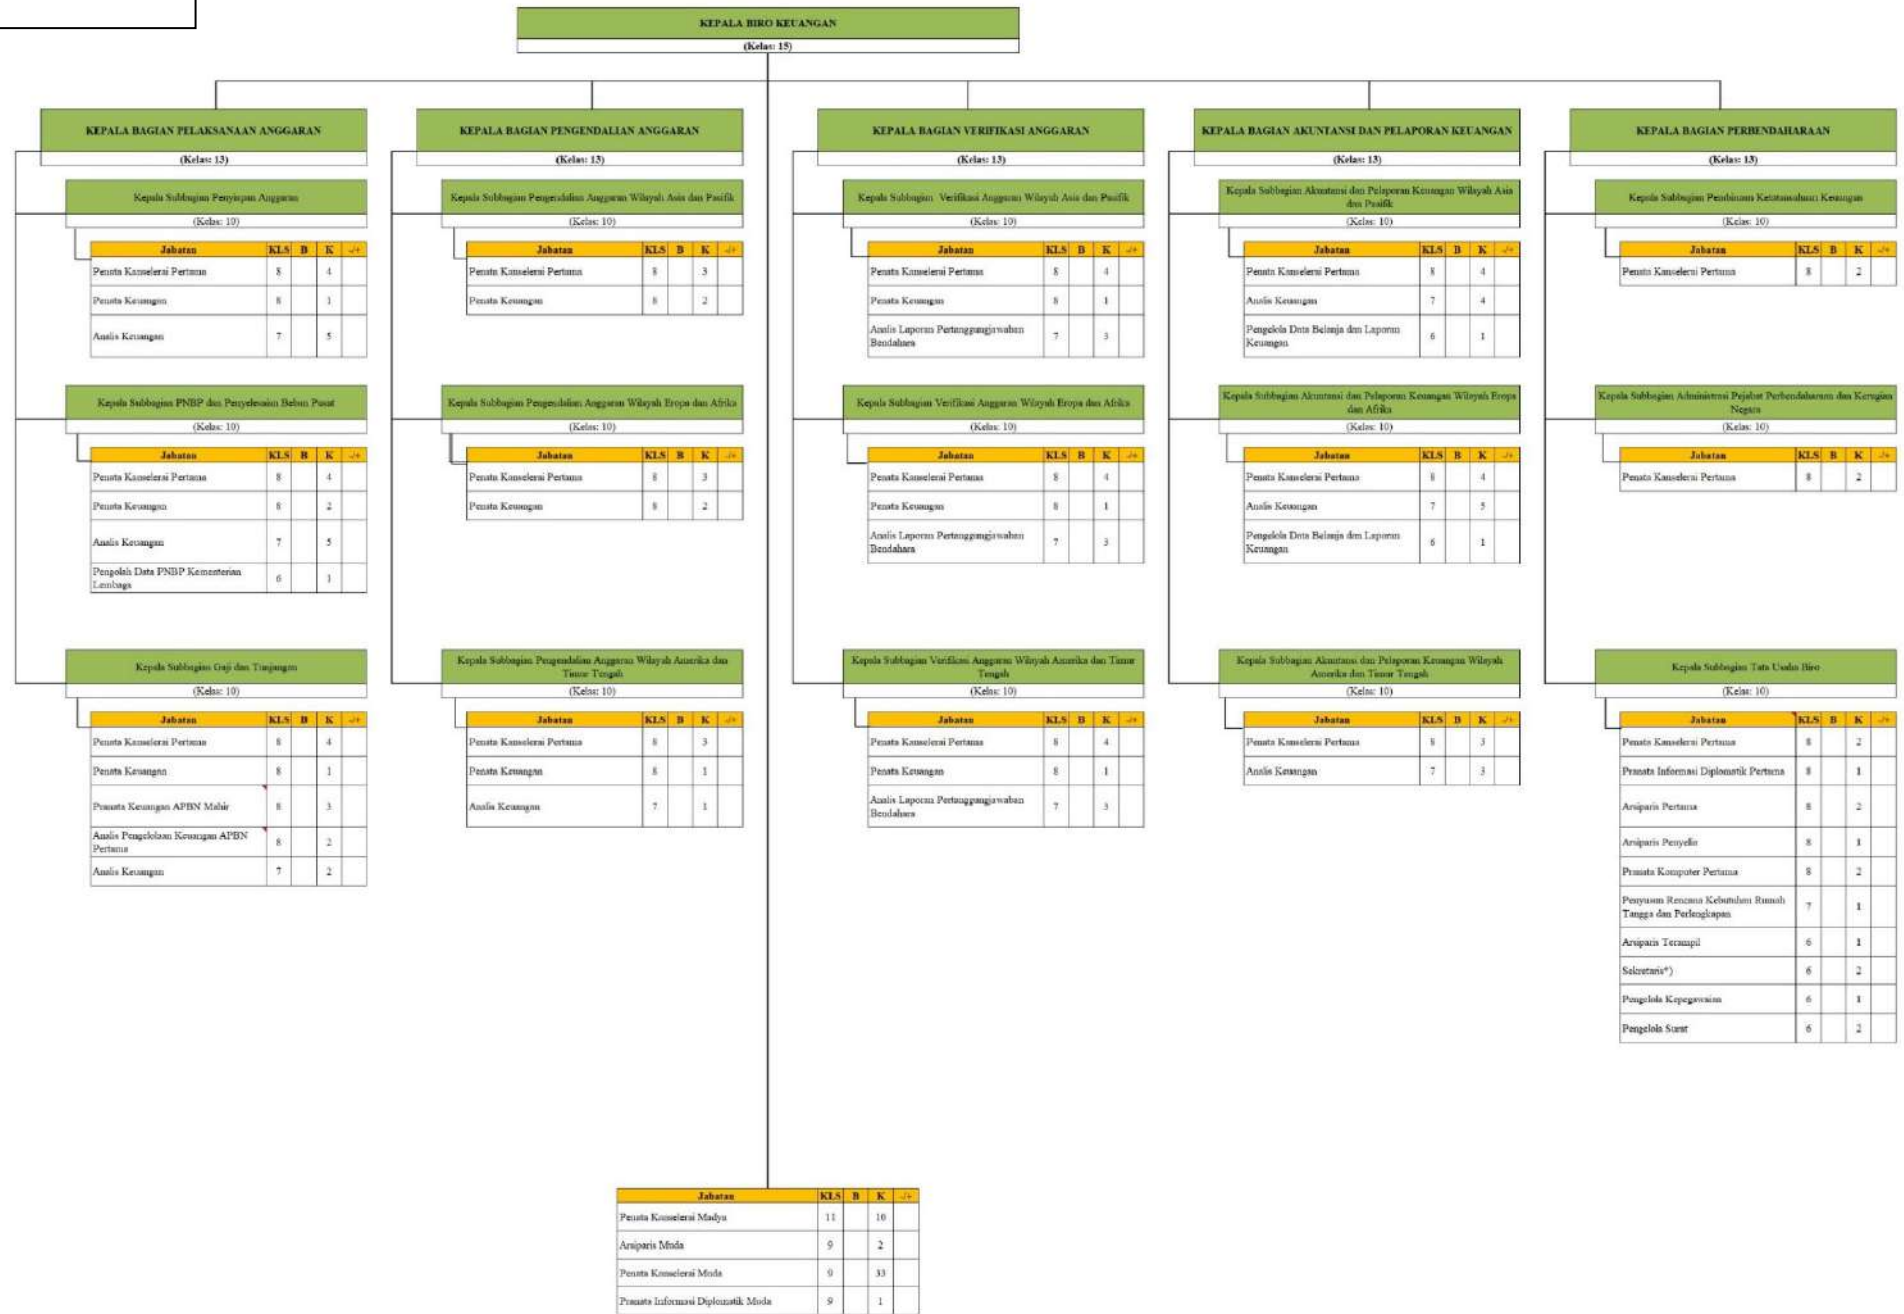 KEPALA BIRO KEUANGAN
(Kelas: 15)
KEPALA BAGIAN PELAKSANAAN ANGGARAN
(Kelas: 13)
Kepala Subbagian Penyiapan Anggaran
(Kelas: 10)
Jabatan KLS B K -/+
Penata Kanselerai Pertama 8 4
Penata Keuangan 8 1
Analis Keuangan 7 5
Kepala Subbagian PNBP dan Penyelesaian Beban Pusat
(Kelas: 10)
Jabatan KLS B K -/+
Penata Kanselerai Pertama 8 4
Penata Keuangan 8 2
Analis Keuangan 7 5
Pengolah Data PNBP Kementerian
Lembaga 6 1
Kepala Subbagian Gaji dan Tunjangan
(Kelas: 10)
Jabatan KLS B K -/+
Penata Kanselerai Pertama 8 4
Penata Keuangan 8 1
Pranata Keuangan APBN Mahir 8 3
Analis Pengelolaan Keuangan APBN
Pertama 8 2
Analis Keuangan 7 2
KEPALA BAGIAN PENGENDALIAN ANGGARAN
(Kelas: 13)
Kepala Subbagian Pengendalian Anggaran Wilayah Asia dan Pasifik
(Kelas: 10)
Jabatan KLS B K -/+
Penata Kanselerai Pertama 8 3
Penata Keuangan 8 2
Kepala Subbagian Pengendalian Anggaran Wilayah Eropa dan Afrika
(Kelas: 10)
Jabatan KLS B K -/+
Penata Kanselerai Pertama 8 3
Penata Keuangan 8 2
Kepala Subbagian Pengendalian Anggaran Wilayah Amerika dan
Timur Tengah
(Kelas: 10)
Jabatan KLS B K -/+
Penata Kanselerai Pertama 8 3
Penata Keuangan 8 1
Analis Keuangan 7 1
KEPALA BAGIAN VERIFIKASI ANGGARAN
(Kelas: 13)
Kepala Subbagian Verifikasi Anggaran Wilayah Asia dan Pasifik
(Kelas: 10)
Jabatan KLS B K -/+
Penata Kanselerai Pertama 8 4
Penata Keuangan 8 1
Analis Laporan Pertanggungjawaban
Bendahara 7 3
Kepala Subbagian Verifikasi Anggaran Wilayah Eropa dan Afrika
(Kelas: 10)
Jabatan KLS B K -/+
Penata Kanselerai Pertama 8 4
Penata Keuangan 8 1
Analis Laporan Pertanggungjawaban
Bendahara 7 3
Kepala Subbagian Verifikasi Anggaran Wilayah Amerika dan Timur
Tengah
(Kelas: 10)
Jabatan KLS B K -/+
Penata Kanselerai Pertama 8 4
Penata Keuangan 8 1
Analis Laporan Pertanggungjawaban
Bendahara 7 3
KEPALA BAGIAN AKUNTANSI DAN PELAPORAN KEUANGAN
(Kelas: 13)
Kepala Subbagian Akuntansi dan Pelaporan Keuangan Wilayah Asia
dan Pasifik
(Kelas: 10)
Jabatan KLS B K -/+
Penata Kanselerai Pertama 8 4
Analis Keuangan 7 4
Pengelola Data Belanja dan Laporan
Keuangan 6 1
Kepala Subbagian Akuntansi dan Pelaporan Keuangan Wilayah Eropa
dan Afrika
(Kelas: 10)
Jabatan KLS B K -/+
Penata Kanselerai Pertama 8 4
Analis Keuangan 7 5
Pengelola Data Belanja dan Laporan
Keuangan 6 1
Kepala Subbagian Akuntansi dan Pelaporan Keuangan Wilayah
Amerika dan Timur Tengah
(Kelas: 10)
Jabatan KLS B K -/+
Penata Kanselerai Pertama 8 3
Analis Keuangan 7 3
KEPALA BAGIAN PERBENDAHARAAN
(Kelas: 13)
Kepala Subbagian Pembinaan Ketatausahaan Keuangan
(Kelas: 10)
Jabatan KLS B K -/+
Penata Kanselerai Pertama 8 2
Kepala Subbagian Administrasi Pejabat Perbendaharaan dan Kerugian
Negara
(Kelas: 10)
Jabatan KLS B K -/+
Penata Kanselerai Pertama 8 2
Kepala Subbagian Tata Usaha Biro
(Kelas: 10)
Jabatan KLS B K -/+
Penata Kanselerai Pertama 8 2
Pranata Informasi Diplomatik Pertama 8 1
Arsiparis Pertama 8 2
Arsiparis Penyelia 8 1
Pranata Komputer Pertama 8 2
Penyusun Rencana Kebutuhan Rumah
Tangga dan Perlengkapan 7 1
Arsiparis Terampil 6 1
Sekretaris*) 6 2
Pengelola Kepegawaian 6 1
Pengelola Surat 6 2
Jabatan KLS B K -/+
Penata Kanselerai Madya 11 10
Arsiparis Muda 9 2
Penata Kanselerai Muda 9 33
Pranata Informasi Diplomatik Muda 9 1